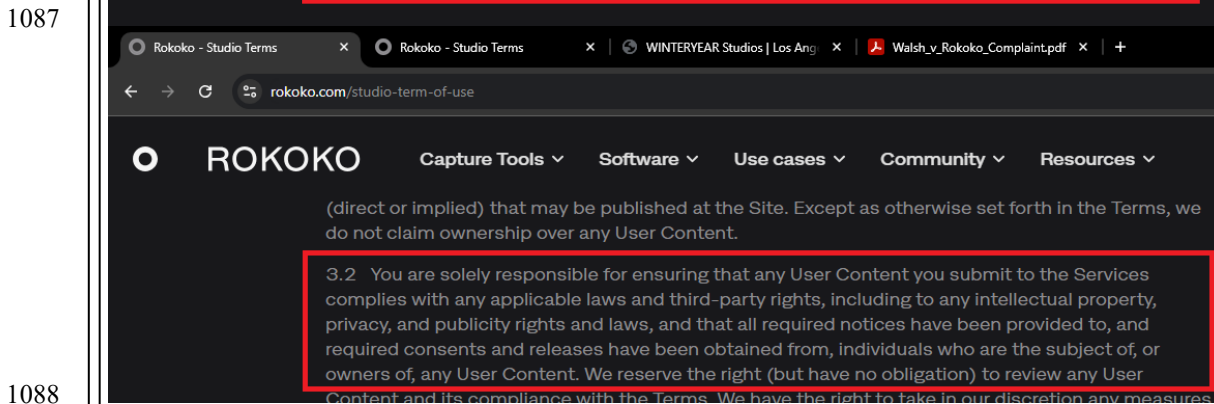 1087
Rokoko - Studio Terms × Rokoko - Studio Terms × WINTERYEAR Studios | Los Ang × Walsh_v_Rokoko_Complaint.pdf × +
rokoko.com/studio-term-of-use
ROKOKO Capture Tools Software Use cases Community Resources
(direct or implied) that may be published at the Site. Except as otherwise set forth in the Terms, we
do not claim ownership over any User Content.
3.2 You are solely responsible for ensuring that any User Content you submit to the Services
complies with any applicable laws and third-party rights, including to any intellectual property,
privacy, and publicity rights and laws, and that all required notices have been provided to, and
required consents and releases have been obtained from, individuals who are the subject of, or
owners of, any User Content. We reserve the right (but have no obligation) to review any User
1088
Content and its compliance with the Terms. We have the right to take in our discretion any measures